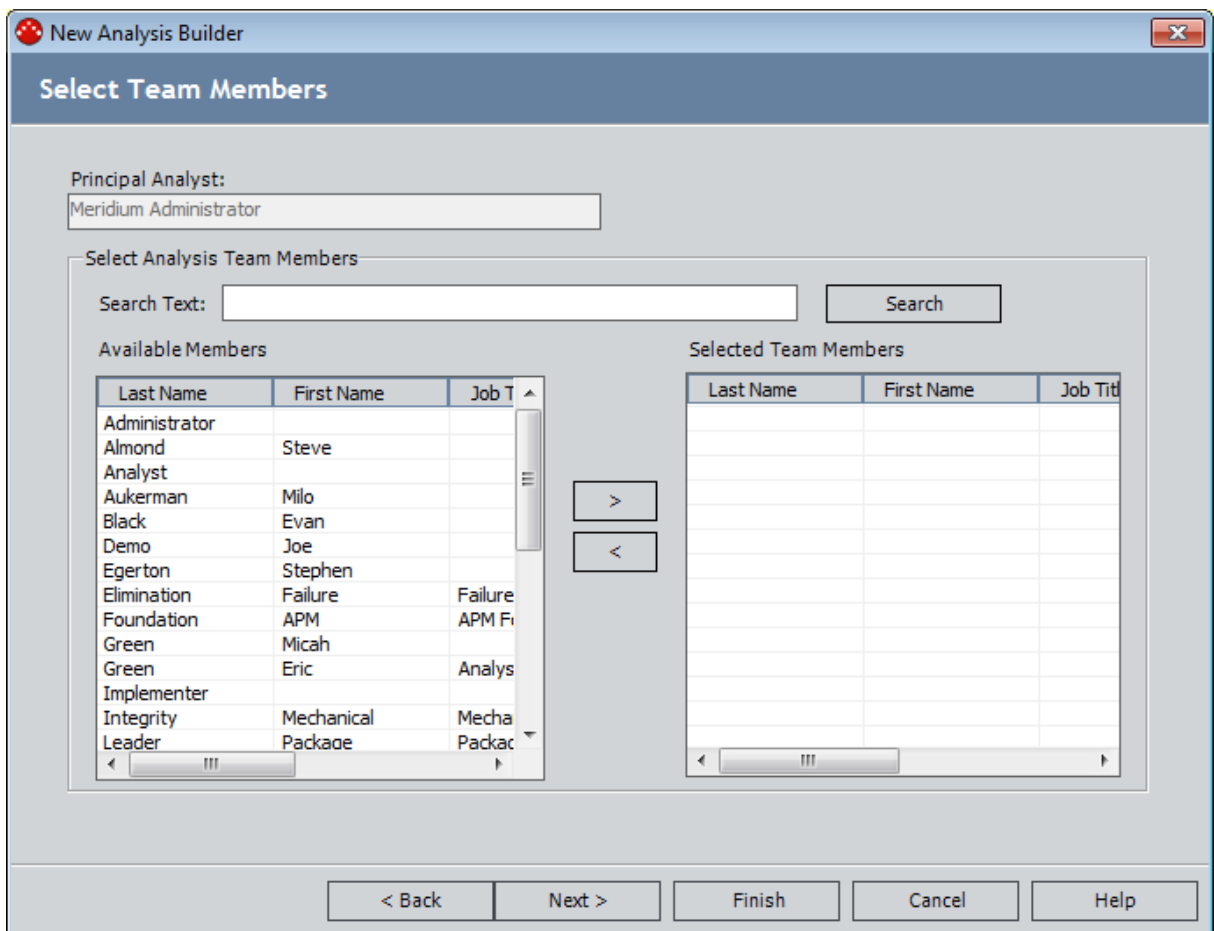 New Analysis Builder
Select Team Members
Principal Analyst:
Meridium Administrator
Select Analysis Team Members
Search Text: Search
Available Members
Last Name First Name Job T
Administrator
Almond Steve
Analyst
Aukerman Milo
Black Evan
Demo Joe
Egerton Stephen
Elimination Failure Failure
Foundation APM APM F
Green Micah
Green Eric Analys
Implementer
Integrity Mechanical Mecha
Leader Package Packac
>
<
Selected Team Members
Last Name First Name Job Titl
< Back Next > Finish Cancel Help